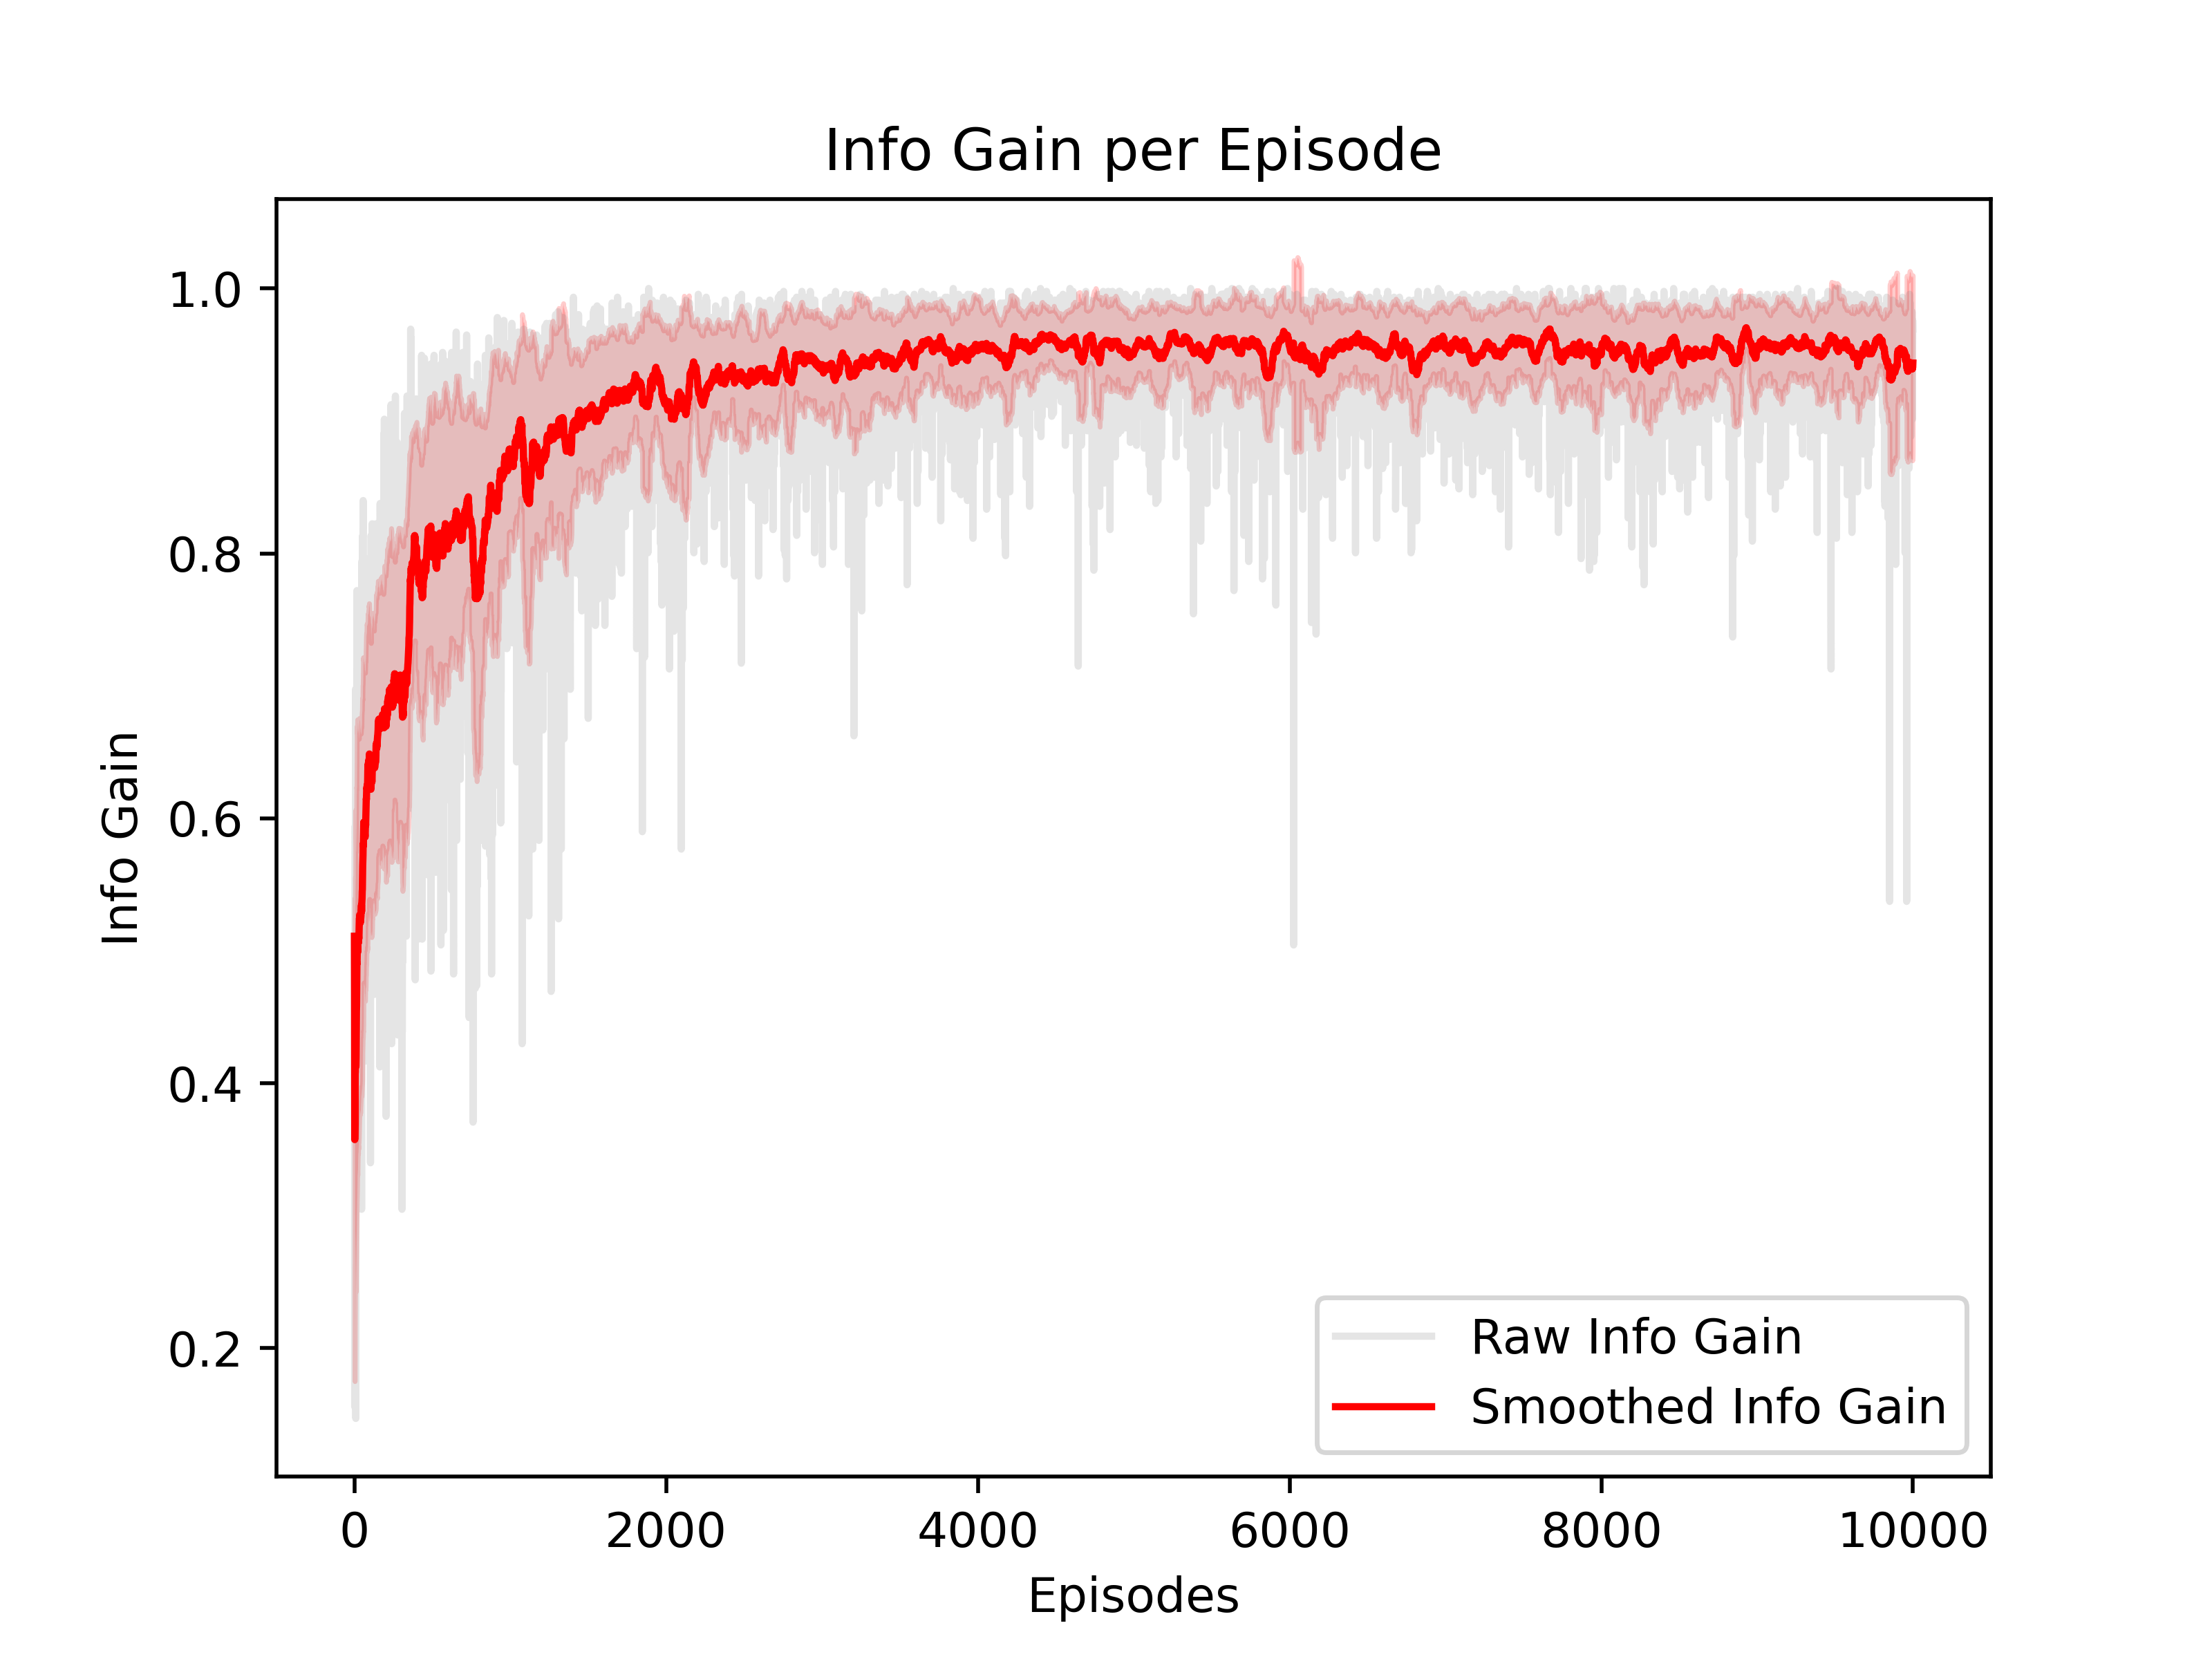 Info Gain per Episode
Info Gain
1.0
0.8
0.6
0.4
0.2
0 2000 4000 6000 8000 10000
Episodes
Raw Info Gain
Smoothed Info Gain